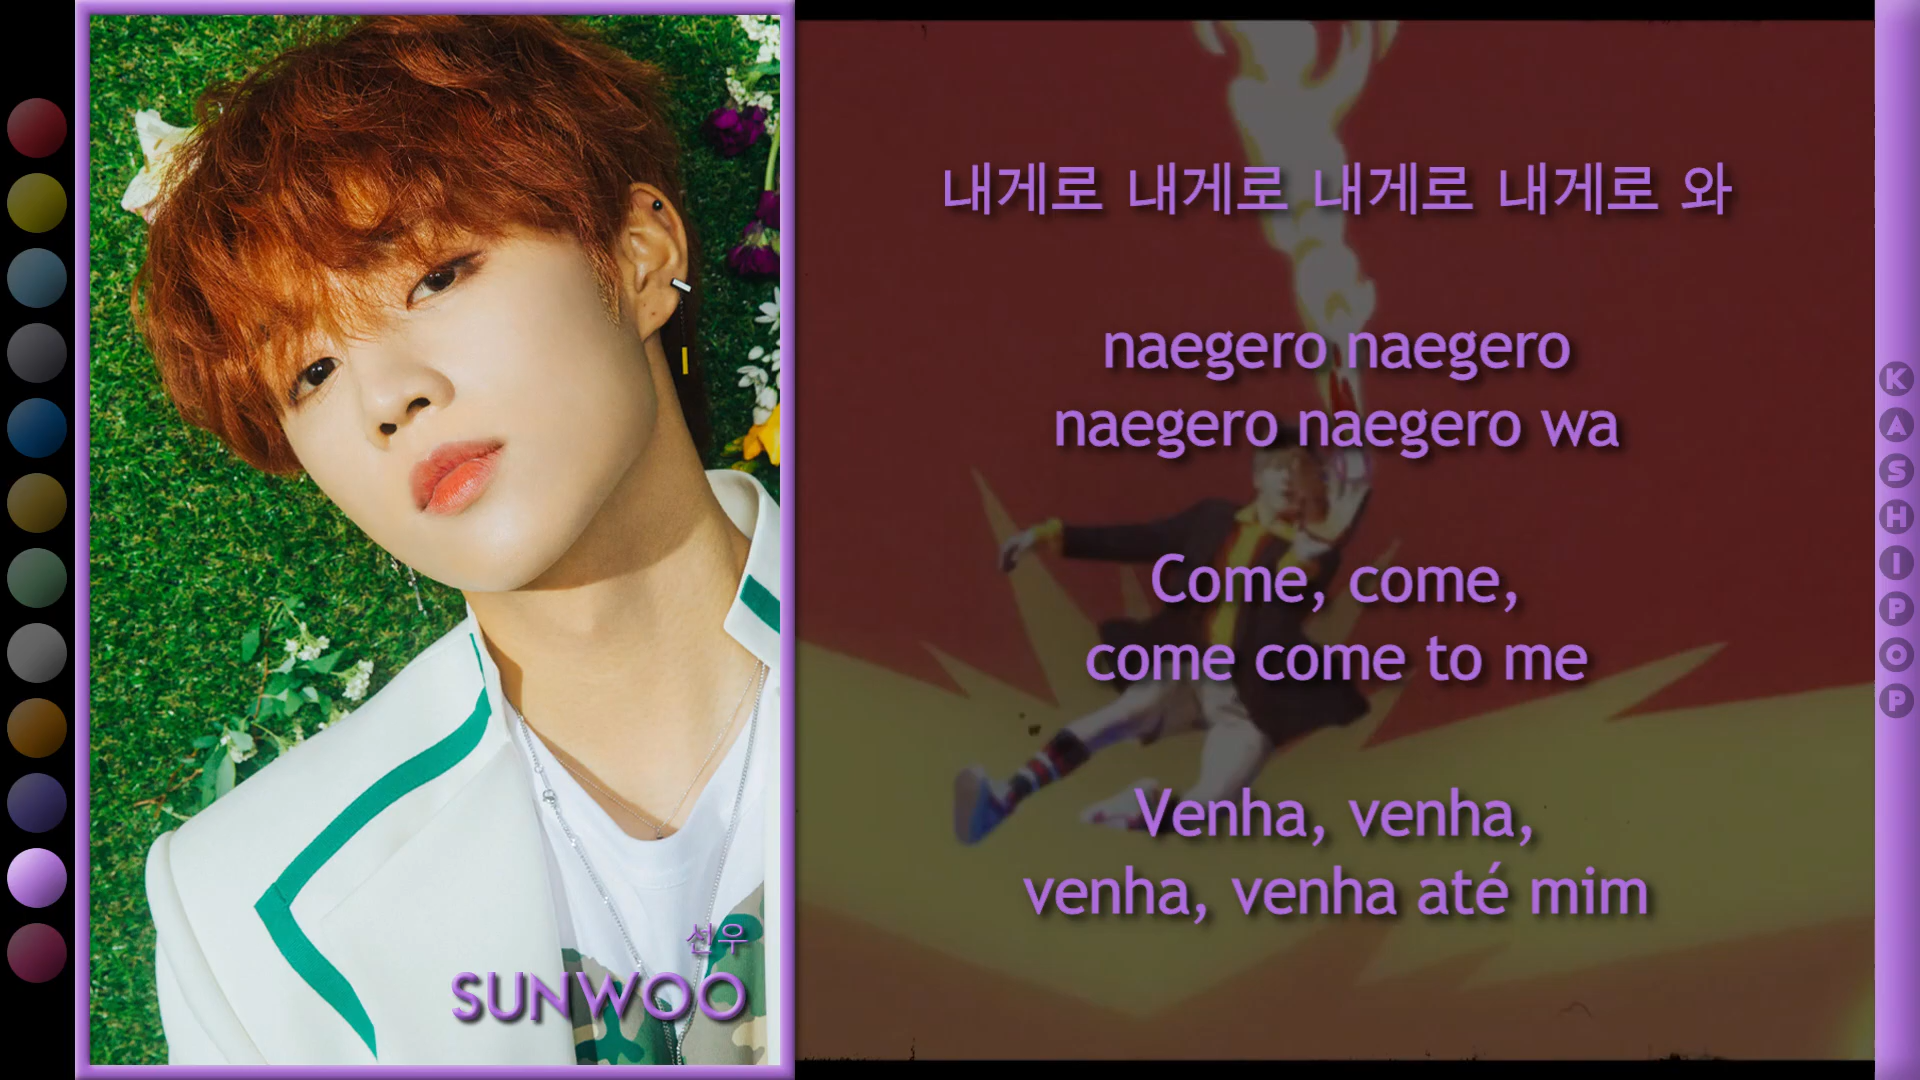 선우
SUNWOO
내게로 내게로 내게로 내게로 와
naegero naegero
naegero naegero wa
Come, come,
come come to me
Venha, venha,
venha, venha até mim
KASHIPOP